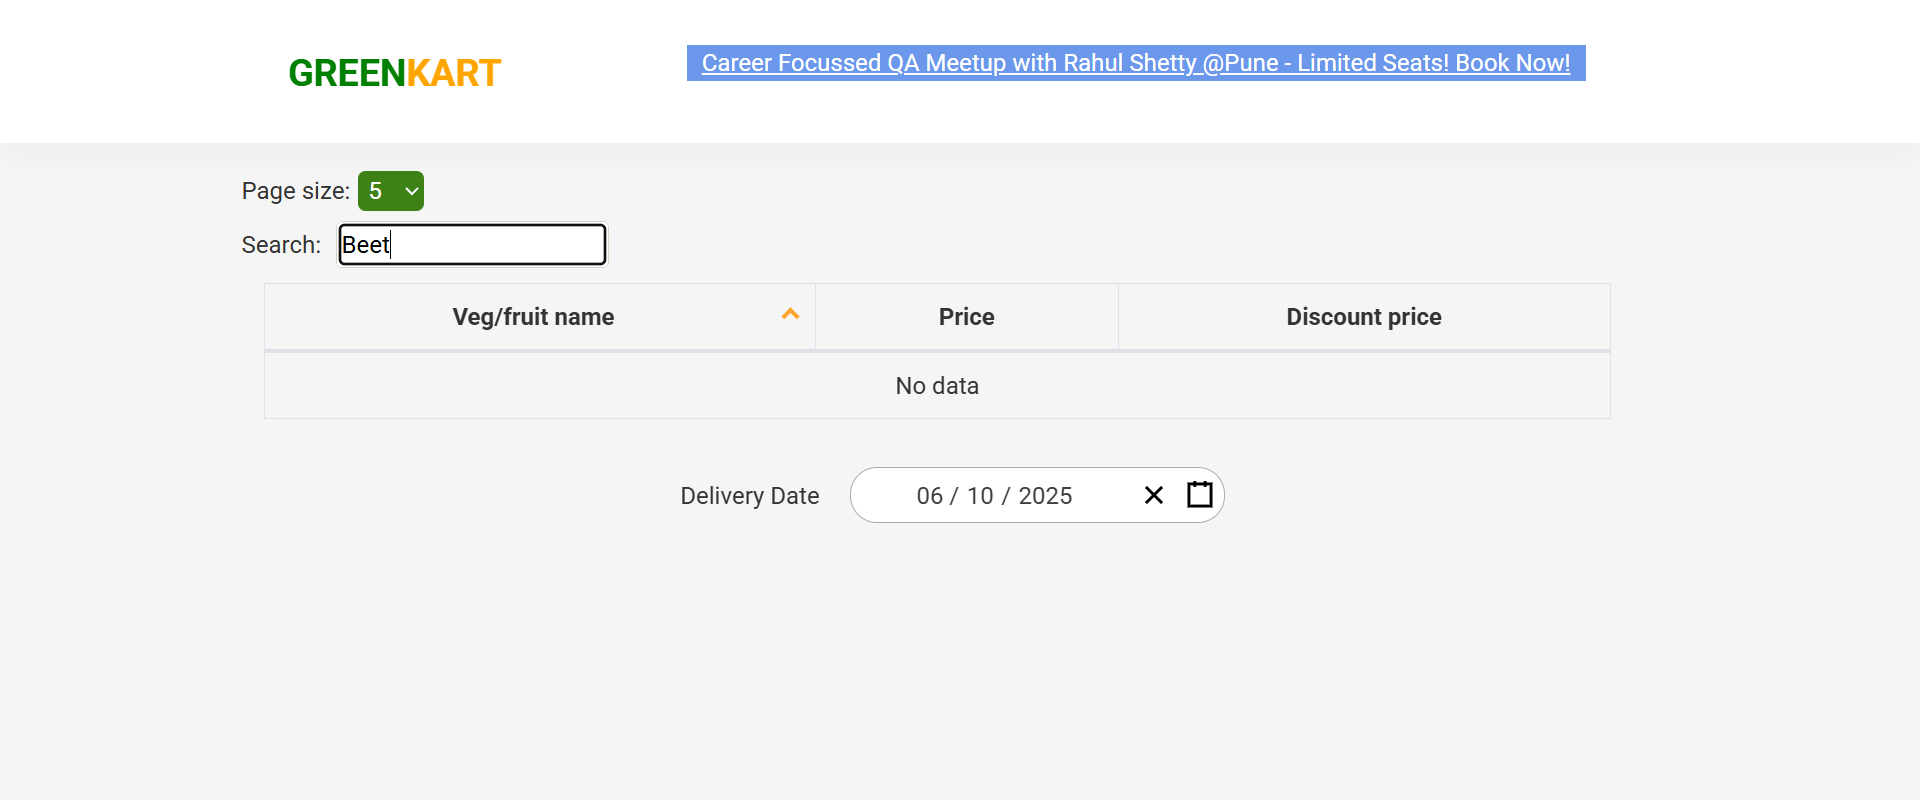 GREENKART
Career Focussed QA Meetup with Rahul Shetty @Pune - Limited Seats! Book Now!
Page size: 5
Search: Beet
Veg/fruit name Price Discount price
No data
Delivery Date 06 / 10 / 2025